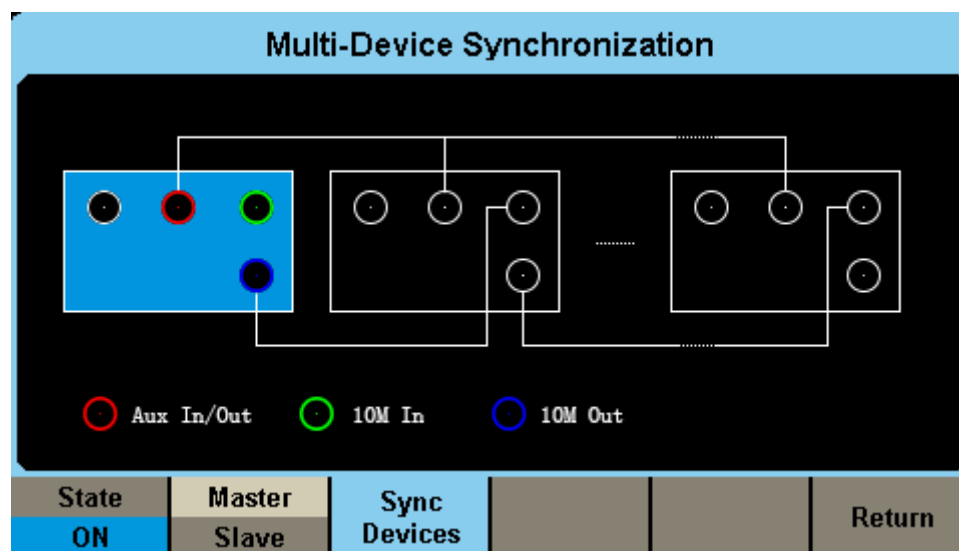 Multi-Device Synchronization
Aux In/Out 10M In 10M Out
State Master Sync
ON Slave Devices Return